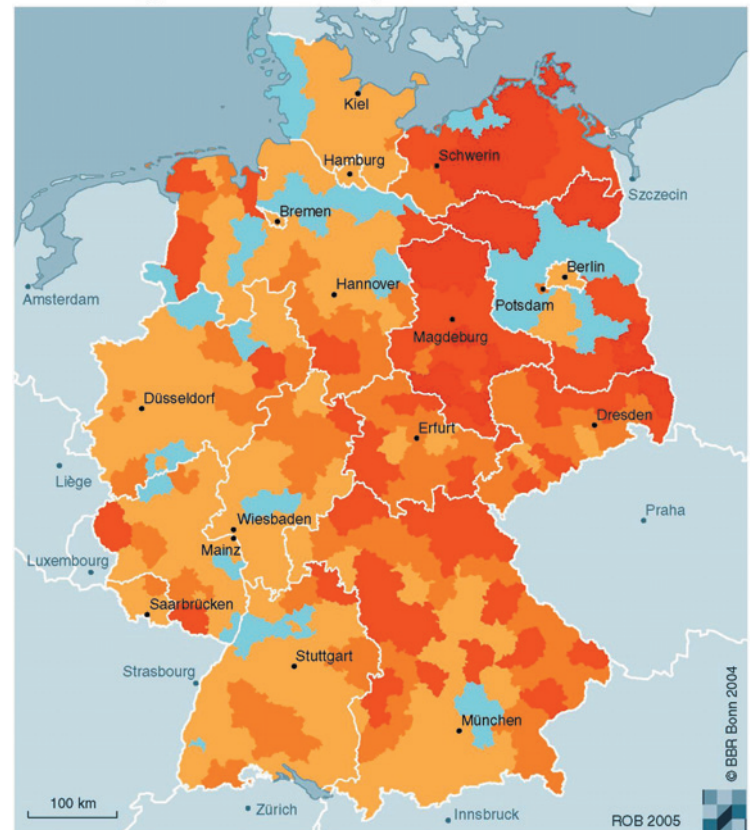 Kiel
Hamburg
Schwerin
Szczecin
Bremen
Berlin
Amsterdam
Hannover
Potsdam
Magdeburg
Düsseldorf
Erfurt
Dresden
Liège
Praha
Wiesbaden
Mainz
Luxembourg
Saarbrücken
Stuttgart
Strasbourg
München
© BBR Bonn 2004
100 km
Zürich
Innsbruck
ROB 2005